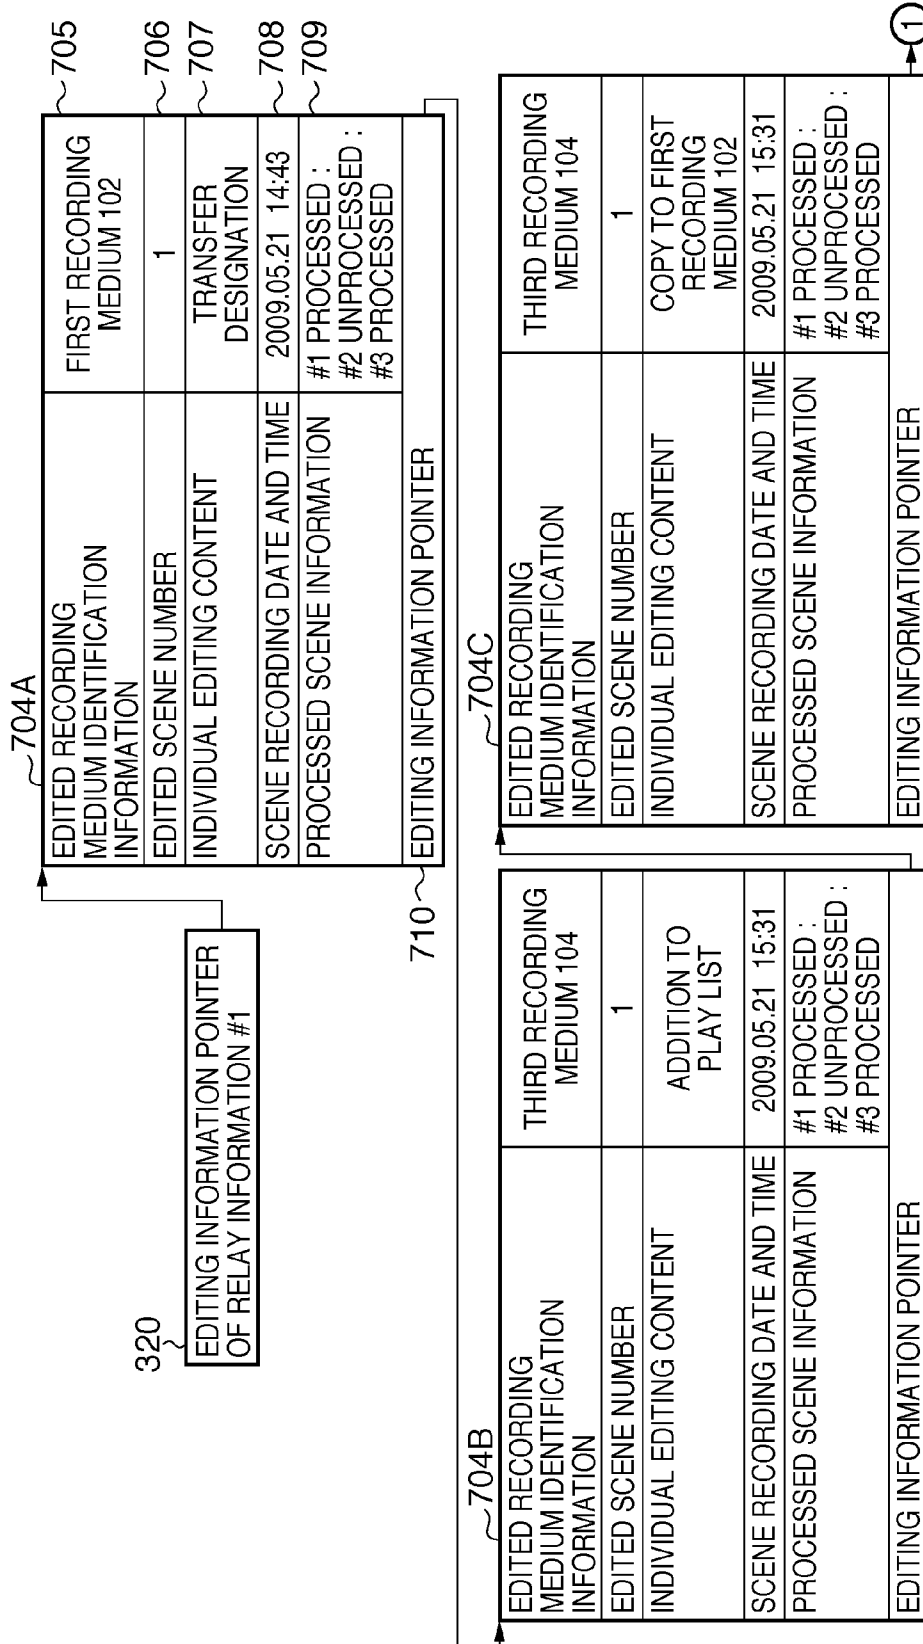 320
EDITING INFORMATION POINTER
OF RELAY INFORMATION #1
704A
EDITED RECORDING
MEDIUM IDENTIFICATION
INFORMATION
FIRST RECORDING
MEDIUM 102
705
EDITED SCENE NUMBER
1
706
INDIVIDUAL EDITING CONTENT
TRANSFER
DESIGNATION
707
SCENE RECORDING DATE AND TIME
2009.05.21 14:43
708
PROCESSED SCENE INFORMATION
#1 PROCESSED :
#2 UNPROCESSED :
#3 PROCESSED
709
EDITING INFORMATION POINTER
710
704B
EDITED RECORDING
MEDIUM IDENTIFICATION
INFORMATION
THIRD RECORDING
MEDIUM 104
EDITED SCENE NUMBER
1
INDIVIDUAL EDITING CONTENT
ADDITION TO
PLAY LIST
SCENE RECORDING DATE AND TIME
2009.05.21 15:31
PROCESSED SCENE INFORMATION
#1 PROCESSED :
#2 UNPROCESSED :
#3 PROCESSED
EDITING INFORMATION POINTER
704C
EDITED RECORDING
MEDIUM IDENTIFICATION
INFORMATION
THIRD RECORDING
MEDIUM 104
EDITED SCENE NUMBER
1
INDIVIDUAL EDITING CONTENT
COPY TO FIRST
RECORDING
MEDIUM 102
SCENE RECORDING DATE AND TIME
2009.05.21 15:31
PROCESSED SCENE INFORMATION
#1 PROCESSED :
#2 UNPROCESSED :
#3 PROCESSED
EDITING INFORMATION POINTER
1